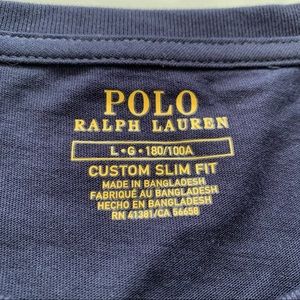 POLO
RALPH LAUREN
L • G • 180/100A
CUSTOM SLIM FIT
MADE IN BANGLADESH
FABRIQUÉ AU BANGLADESH
HECHO EN BANGLADESH
RN 41381/CA 56658